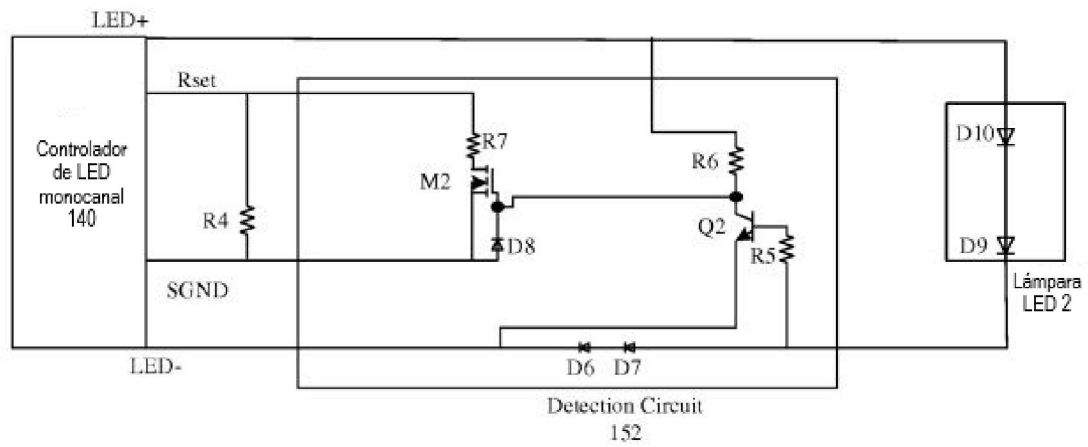 LED+
Rset
Controlador
de LED
monocanal
140
R4
R7
M2
D8
R6
Q2
R5
D10
D9
Lámpara
LED 2
SGND
LED-
D6 D7
Detection Circuit
152